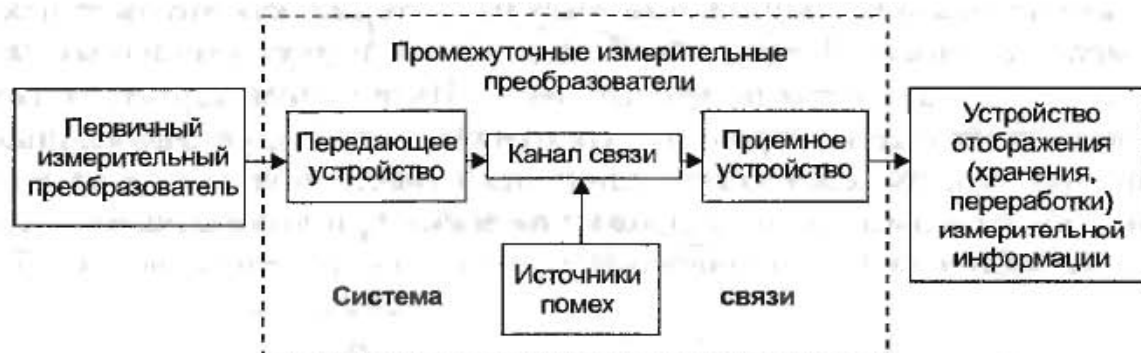 Промежуточные измерительные
преобразователи
Первичный
измерительный
преобразователь
Передающее
устройство
Канал связи
Приемное
устройство
Устройство
отображения
(хранения,
переработки)
измерительной
информации
Источники
помех
Система
связи